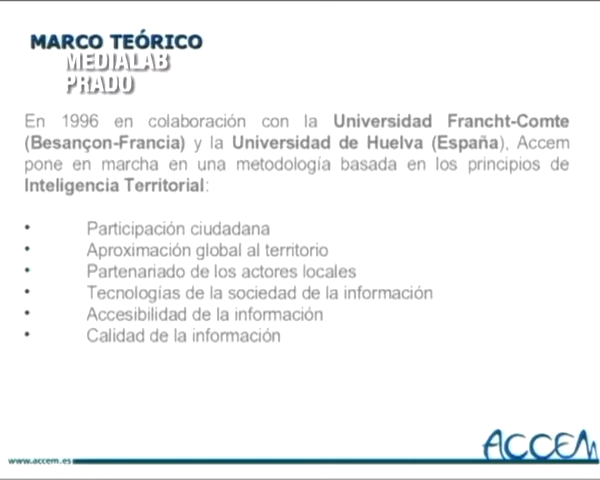 MARCO TEÓRICO
MEDIALAB
PRADO
En 1996 en colaboración con la Universidad Francht-Comte
(Besançon-Francia) y la Universidad de Huelva (España), Accem
pone en marcha en una metodología basada en los principios de
Inteligencia Territorial:
• Participación ciudadana
• Aproximación global al territorio
• Partenariado de los actores locales
• Tecnologías de la sociedad de la información
• Accesibilidad de la información
• Calidad de la información
ACCEM
www.accem.es